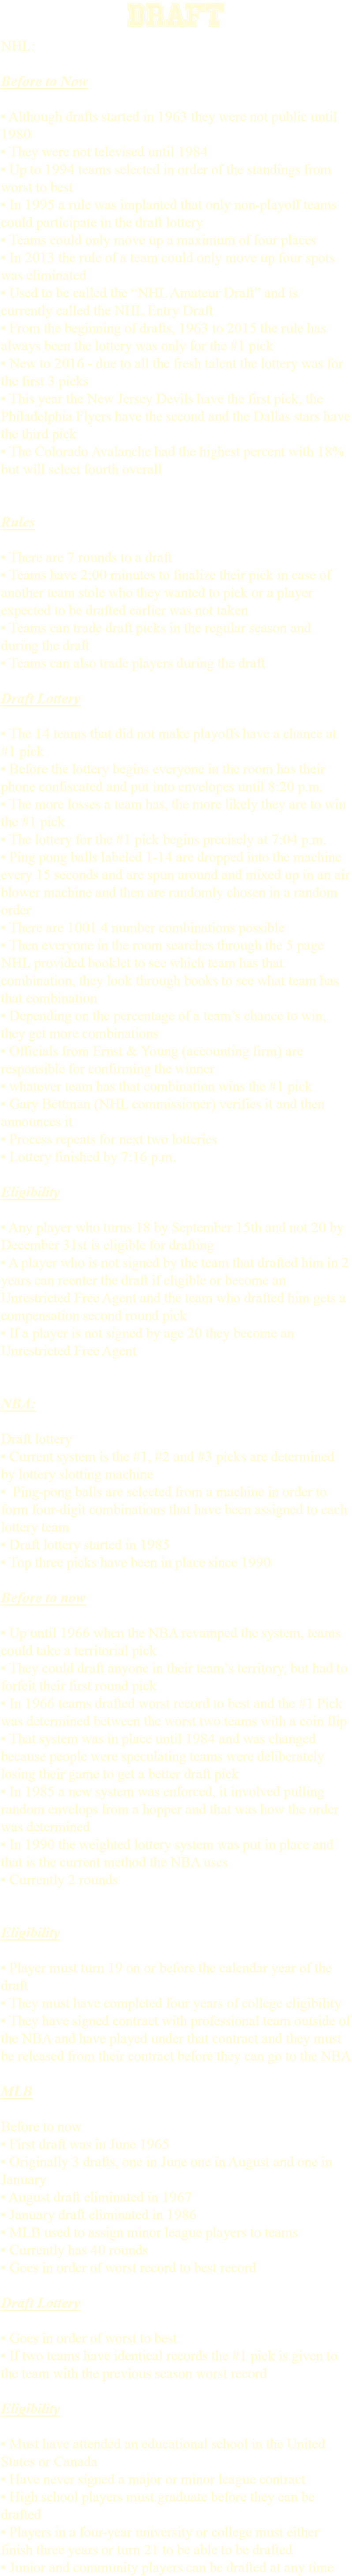 DRAFT
NHL
Before to Now
• Although drafts started in 1963 they were not public until
1980
• They were not televised until 1984
• Up to 1994 teams selected in order of the standings from
worst to best
• In 1995 a rule was implanted that only non-playoff teams
could participate in the draft lottery
• Teams could only move up a maximum of four places
• In 2013 the rule of a team could only move up four spots
was eliminated
• Used to be called the "NHL Amateur Draft" and is
currently called the NHL Entry Draft
• From the beginning of drafts, 1963 to 2015 the rule has
always been the lottery was only for the #1 pick
• New to 2016 - due to all the fresh talent the lottery was for
the first 3 picks
• This year the New Jersey Devils have the first pick, the
Philadelphia Flyers have the second and the Dallas stars have
the third pick
• The Colorado Avalanche had the highest percent with 18%
but will select fourth overall
Rules
• There are 7 rounds to a draft
• Teams have 2:00 minutes to finalize their pick in case of
another team stole who they wanted to pick or a player
expected to be drafted earlier was not taken
• Teams can trade draft picks in the regular season and
during the draft
• Teams can also trade players during the draft
Draft Lottery
• The 14 teams that did not make playoffs have a chance at
#1 pick
• Before the lottery begins everyone in the room has their
phone confiscated and put into envelopes until 8:20 p.m
• The more losses a team has, the more likely they are to win
the #1 pick
• The lottery for the #1 pick begins precisely at 7:04 p.m
• Ping-pong balls labeled 1-14 are dropped into the machine
every 15 seconds and are spun around and mixed up in an air
blower machine and then are randomly chosen in a random
order
• There are 1001 4 number combinations possible
• Then everyone in the room searches through the 3 page
NHL provided booklet to see which team has that
combination, they look through books to see what team has
that combination
• Depending on the percentage of a team's chance to win,
they get more combinations
• Officials from Ernst & Young (accounting firm) are
responsible for confirming the winner
• whatever team has that combination wins the #1 pick
• Gary Bettman (NHL commissioner) verifies it and then
announces it
• Process repeats for next two lotteries
• Lottery finished by 7:16 p.m.
Eligibility
• Any player who turns 18 by September 15th and not 20 by
December 31st is eligible for drafting
• A player who is not signed by the team that drafted him in 2
years can reenter the draft if eligible or become an
Unrestricted Free Agent and the team who drafted him gets a
compensation second-round pick
• If a player is not signed by age 20 they become an
Unrestricted Free Agent
NBA:
Draft lottery
• Current system is the #1, #2 and #3 picks are determined
by lottery slotting machine
• Ping-pong balls are selected from a machine in order to
form four-digit combinations that have been assigned to each
lottery team
• Draft lottery started in 1985
• Top three picks have been in place since 1990
Before to now
• Up until 1966 when the NBA revamped the system, teams
could take a territorial pick
• They could draft anyone in their team's territory, but had to
forfeit their first round pick
• In 1966 teams drafted worst record to best and the #1 Pick
was determined between the worst two teams with a coin flip
• That system was in place until 1984 and was changed
because people were speculating teams were deliberately
losing their game to get a better draft pick
• In 1985 a new system was enforced, it involved pulling
random envelops from a hopper and that was how the order
was determined
• In 1990 the weighted lottery system was put in place and
that is the current method the NBA uses
• Currently 2 rounds
Eligibility
• Player must turn 19 on or before the calendar year of the
draft
• They must have completed four years of college eligibility
• They have signed contract with professional team outside of
the NBA and have played under that contract and they must
be released from their contract before they can go to the NBA
MLB
Before to now
• First draft was in June 1965
• Originally 3 drafts, one in June one in August and one in
January
• August draft eliminated in 1967
• January draft eliminated in 1986
• MLB used to assign minor league players to teams
• Currently has 40 rounds
• Goes in order of worst record to best record
Draft Lottery
• Goes in order of worst to best
• If two teams have identical records the #1 pick is given to
the team with the previous season worst record
Eligibility
• Must have attended an educational school in the United
States or Canada
• Have never signed a major or minor league contract
• High school players must graduate before they can be
drafted
• Players in a four-year university or college must either
finish three years or turn 21 to be able to be drafted
• Junior and community players can be drafted at any time